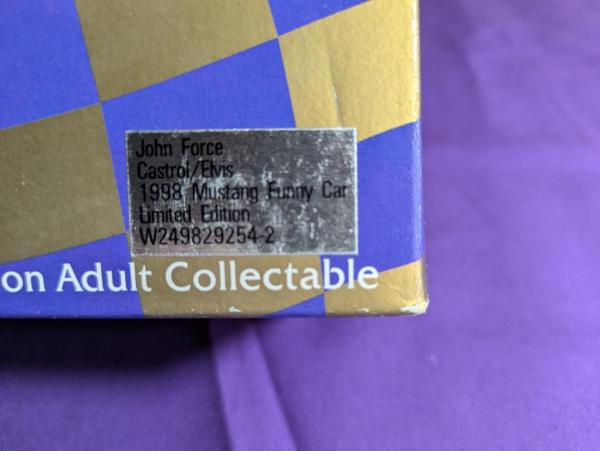 John Force
Castrol/Elvis
1998 Mustang Funny Car
Limited Edition
W249829254-2
on Adult Collectable